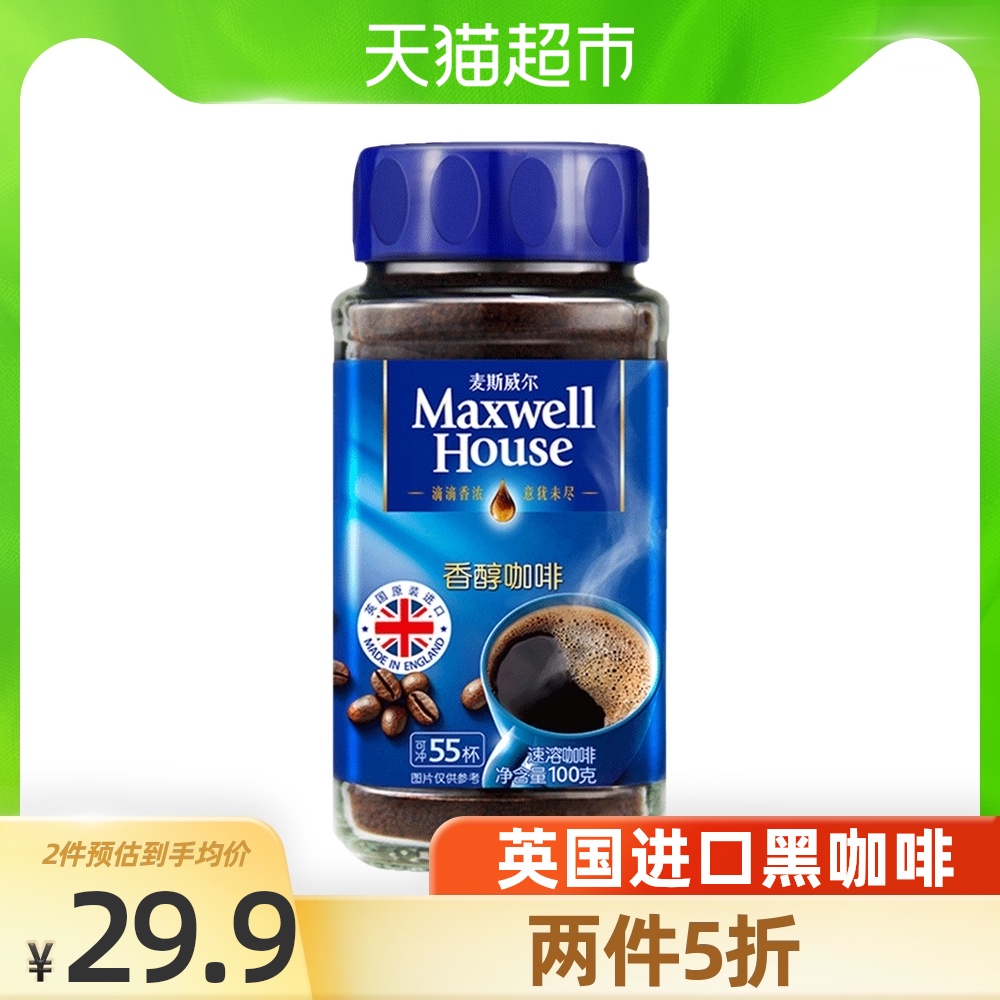 天猫超市
麦斯威尔
Maxwell
House
滴滴香浓 意犹未尽
香醇咖啡
英国原装进口
MADE IN ENGLAND
可冲55杯
图片仅供参考
速溶咖啡
净含量100克
2件预估到手均价
¥29.9
英国进口黑咖啡
两件5折